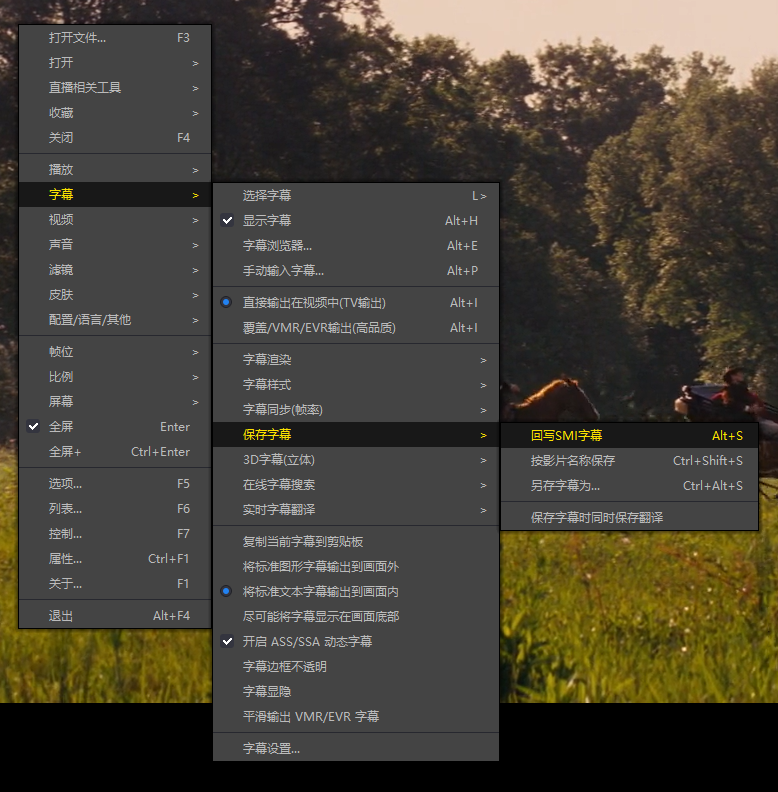 打开文件... F3
打开 >
直播相关工具 >
收藏 >
关闭 F4
播放 >
字幕 >
视频 >
声音 >
滤镜 >
皮肤 >
配置/语言/其他 >
帧位 >
比例 >
屏幕 >
全屏 Enter
全屏+ Ctrl+Enter
选项... F5
列表... F6
控制... F7
属性... Ctrl+F1
关于... F1
退出 Alt+F4
选择字幕 L >
显示字幕 Alt+H
字幕浏览器... Alt+E
手动输入字幕... Alt+P
直接输出在视频中(TV输出) Alt+I
覆盖/VMR/EVR输出(高品质) Alt+I
字幕渲染 >
字幕样式 >
字幕同步(帧率) >
保存字幕 >
3D字幕(立体) >
在线字幕搜索 >
实时字幕翻译 >
复制当前字幕到剪贴板
将标准图形字幕输出到画面外
将标准文本字幕输出到画面内
尽可能将字幕显示在画面底部
开启 ASS/SSA 动态字幕
字幕边框不透明
字幕显隐
平滑输出 VMR/EVR 字幕
字幕设置...
回写SMI字幕 Alt+S
按影片名称保存 Ctrl+Shift+S
另存字幕为... Ctrl+Alt+S
保存字幕时同时保存翻译